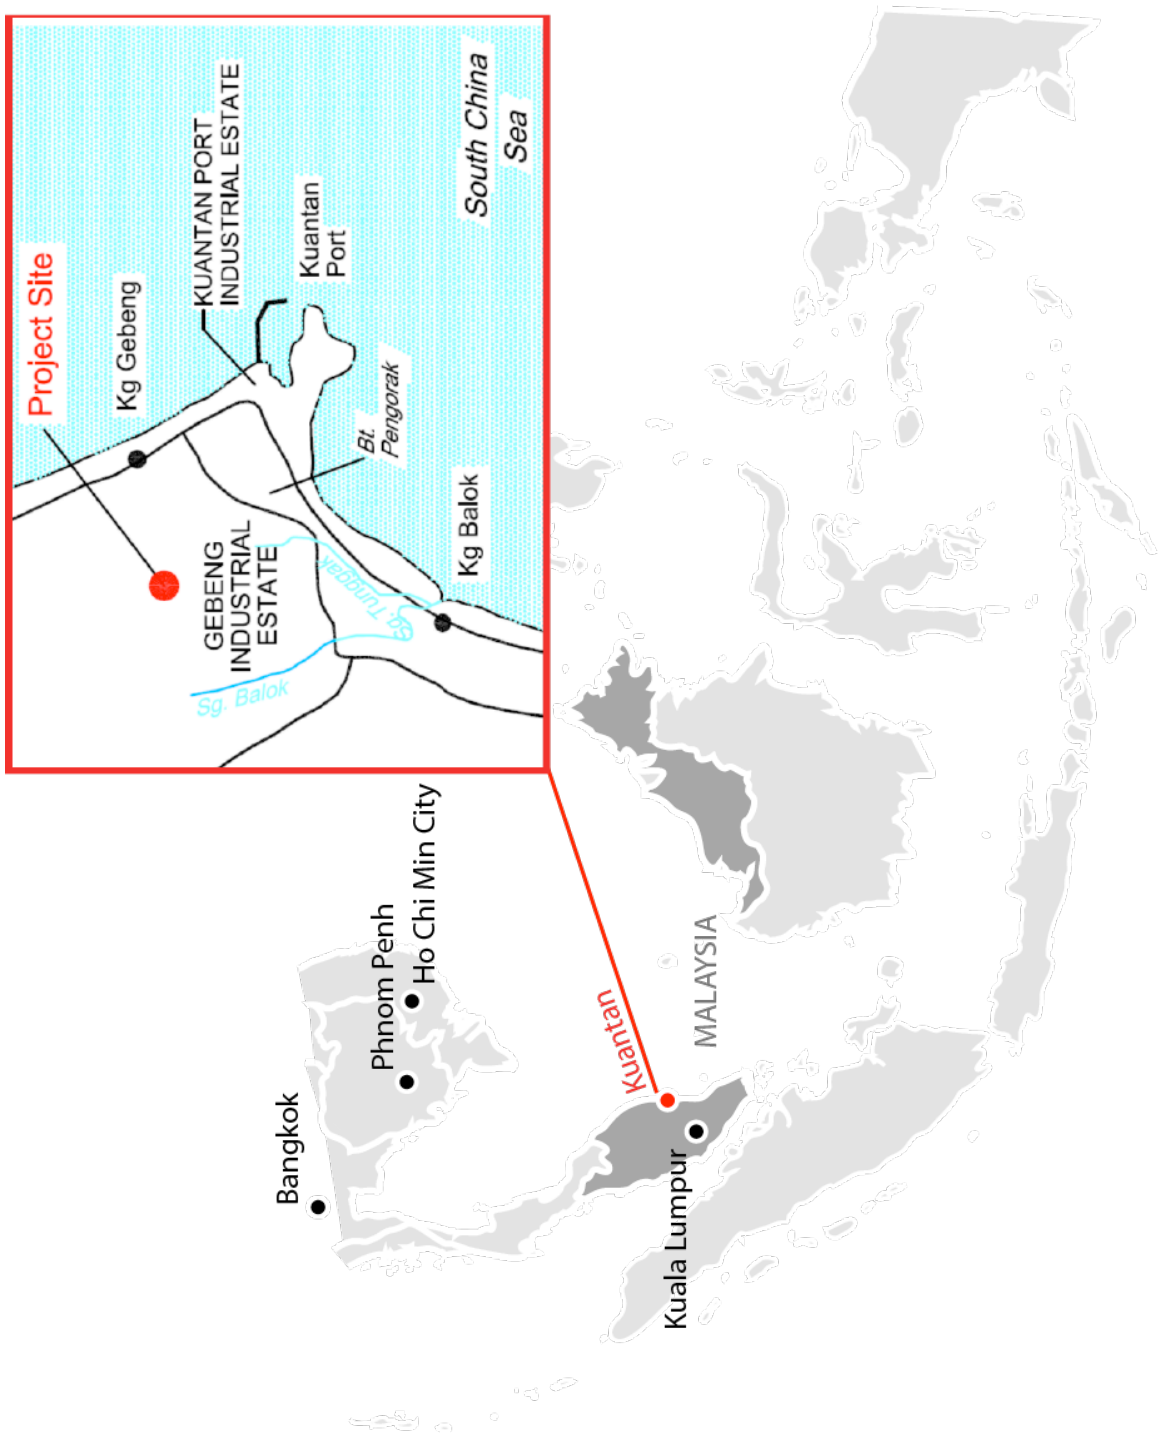 Project Site
Kg Gebeng
KUANTAN PORT
INDUSTRIAL ESTATE
Kuantan
Port
South China
Sea
Bt.
Pengorak
GEBENG
INDUSTRIAL
ESTATE
Kg Balok
Sg. Tunggak
Sg. Balok
Bangkok
Phnom Penh
Ho Chi Min City
Kuantan
MALAYSIA
Kuala Lumpur